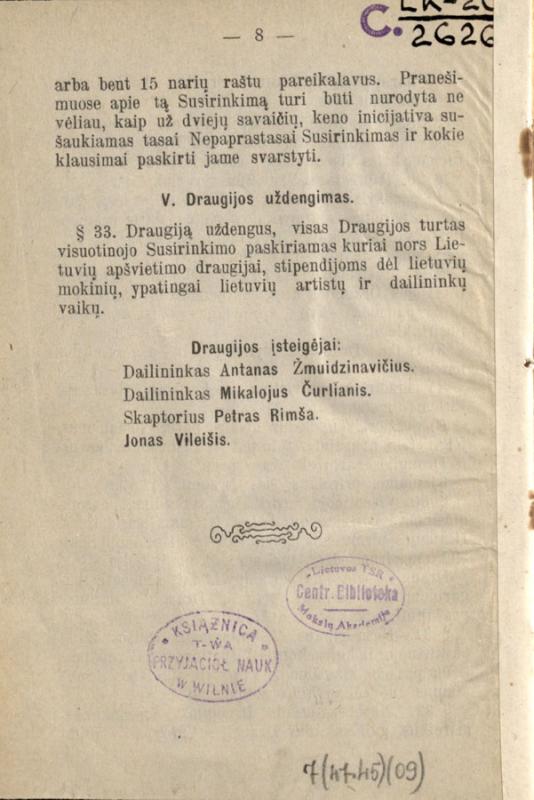 — 8 —
C. LK-20
2626
arba bent 15 narių raštu pareikalavus. Praneši-
muose apie tą Susirinkimą turi būti nurodyta ne
vėliau, kaip už dviejų savaičių, keno inicijativa su-
šaukiamas tasai Nepaprastasai Susirinkimas ir kokie
klausimai paskirti jame svarstyti.
V. Draugijos uždengimas.
§ 33. Draugiją uždengus, visas Draugijos turtas
visuotinojo Susirinkimo paskiriamas kuriai nors Lie-
tuvių apšvietimo draugijai, stipendijoms dėl lietuvių
mokinių, ypatingai lietuvių artistų ir dailininkų
vaikų.
Draugijos įsteigėjai:
Dailininkas Antanas Žmuidzinavičius.
Dailininkas Mikalojus Čurlianis.
Skaptorius Petras Rimša.
Jonas Vileišis.
Lietuvos TSR
Centr. Biblioteka
Mokslų Akademija
KSIĄŻNICA
T-WA
PRZYJACIÓŁ NAUK
W WILNIE
7(47.45)(09)